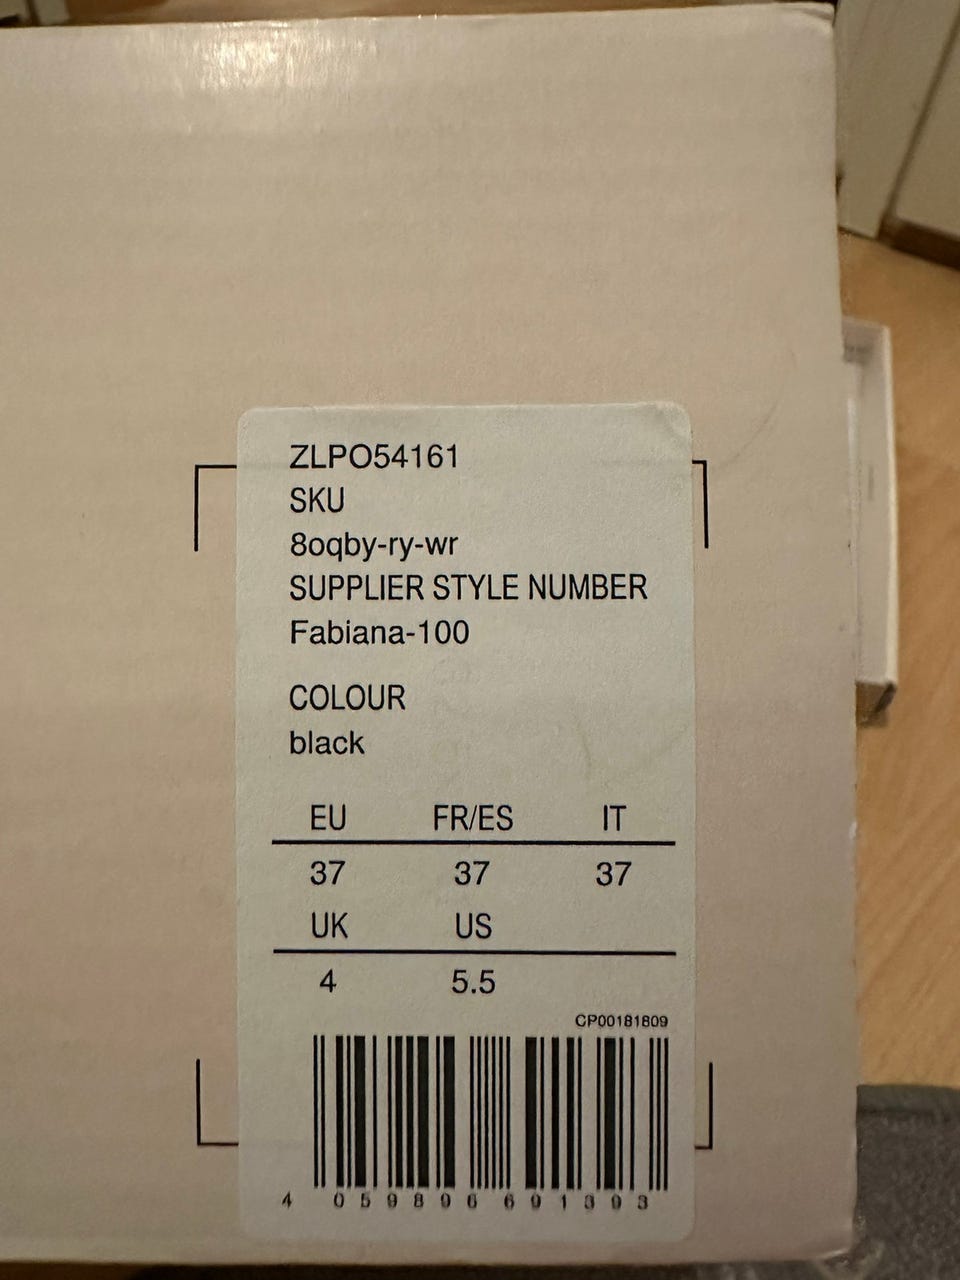 ZLPO54161
SKU
8oqby-ry-wr
SUPPLIER STYLE NUMBER
Fabiana-100
COLOUR
black
EU FR/ES IT
37 37 37
UK US
4 5.5
CP00181809
4 059896 691393